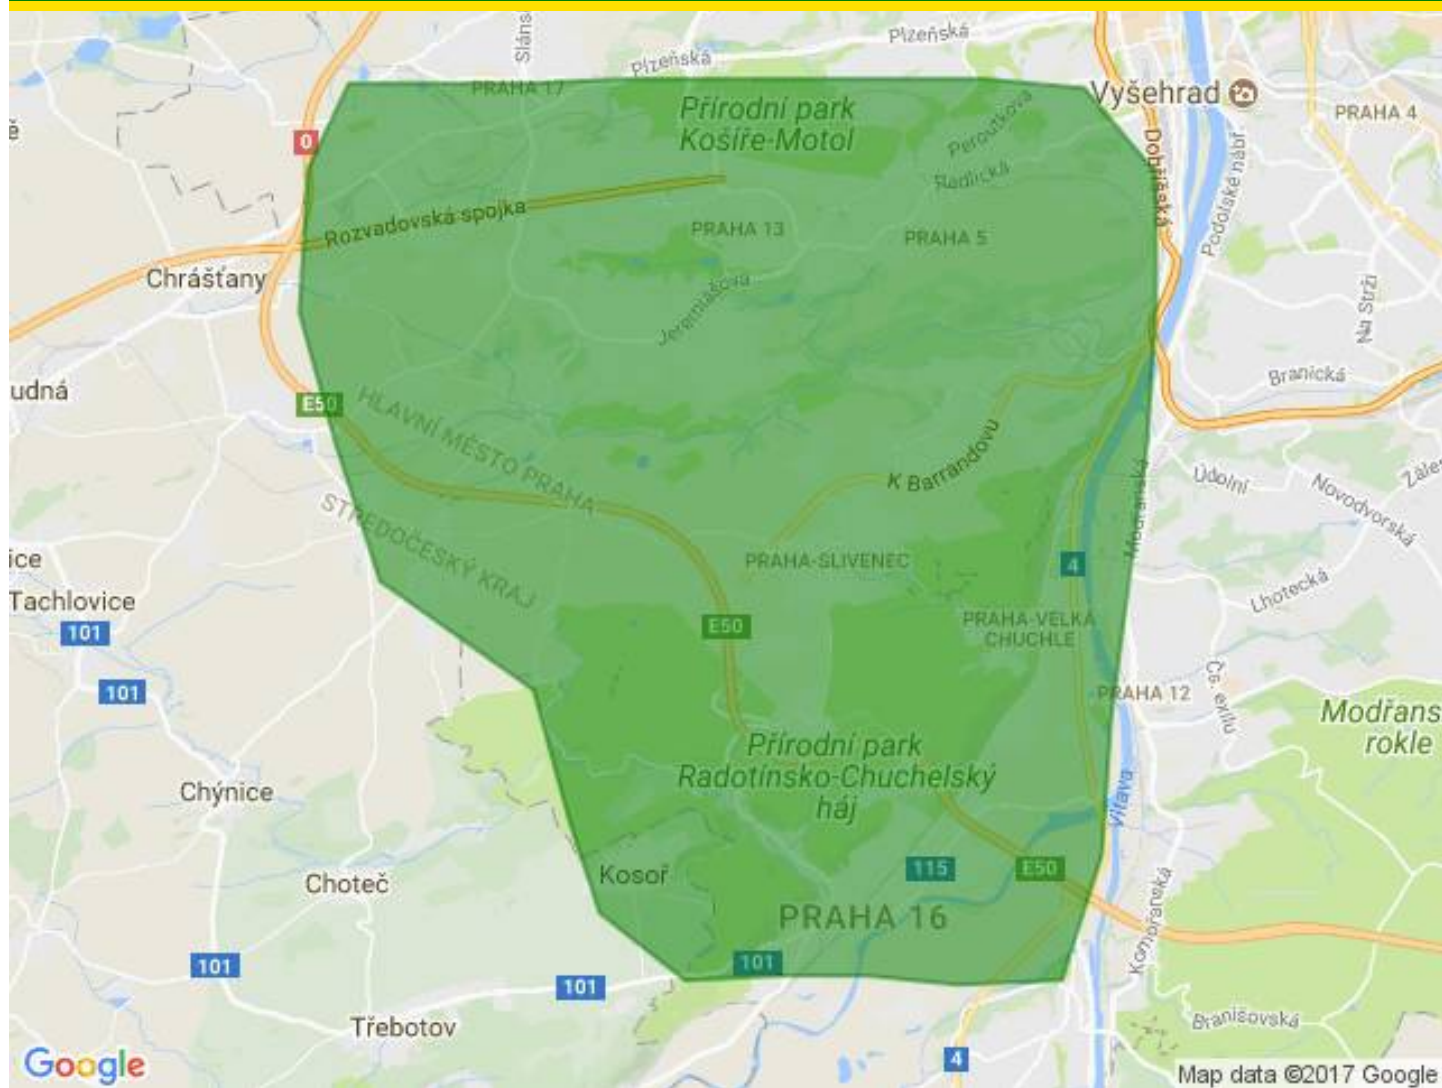 Plzeňská
Plzeňská
Sláns
PRAHA 17
Vyšehrad
PRAHA 4
Přírodní park
Košíře-Motol
0
Peroutkova
Radlická
Dobříšská
Podolské nábř.
Rozvadovská spojka
PRAHA 13
PRAHA 5
Chrášťany
Jeremiášova
Na Strži
udná
Branická
E50
HLAVNÍ MĚSTO PRAHA
STŘEDOČESKÝ KRAJ
K Barrandovu
Modřanská
Údolní
Novodvorská
Zále
ice
PRAHA-SLIVENEC
4
Tachlovice
Lhotecká
101
E50
PRAHA-VELKÁ
CHUCHLE
101
PRAHA 12
Čs. exilu
Modřans
rokle
Přírodní park
Radotínsko-Chuchelský
háj
Chýnice
Vltava
Choteč
Kosoř
115
E50
PRAHA 16
Komořanská
101
101
101
Třebotov
Branišovská
4
Google
Map data ©2017 Google